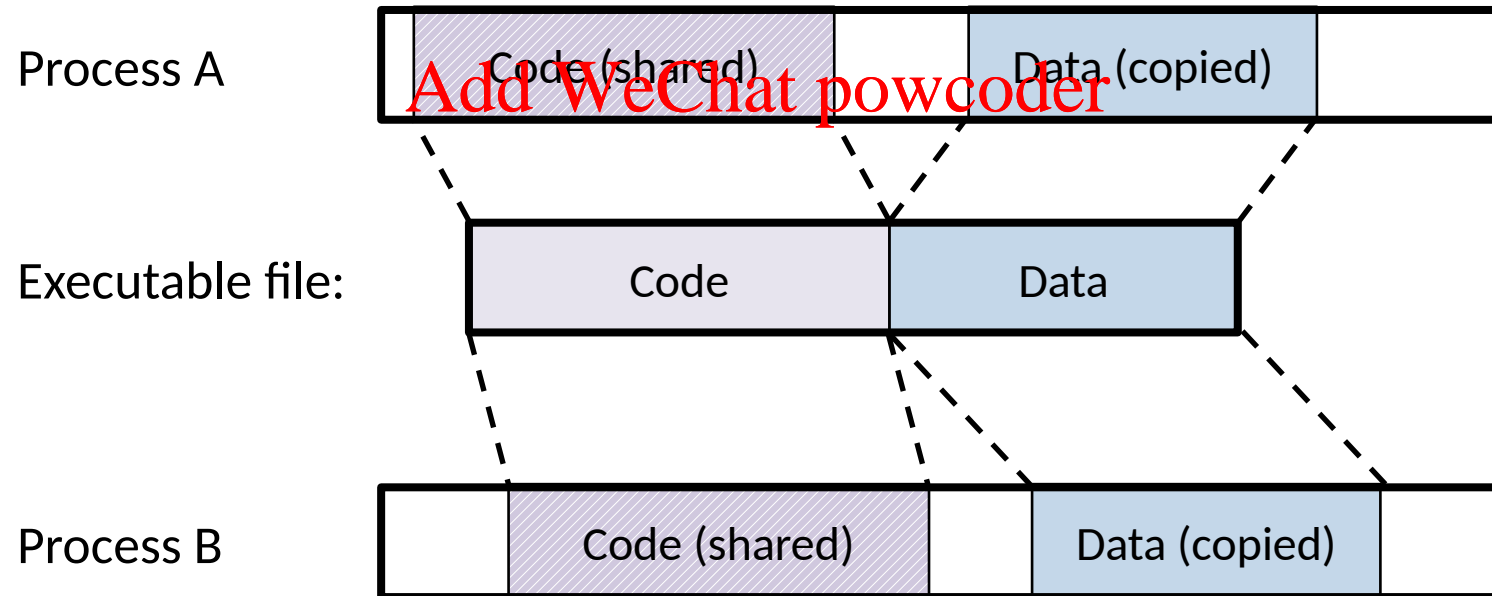 Process A
Code (shared)
Data (copied)
Add WeChat powcoder
Executable file:
Code
Data
Process B
Code (shared)
Data (copied)